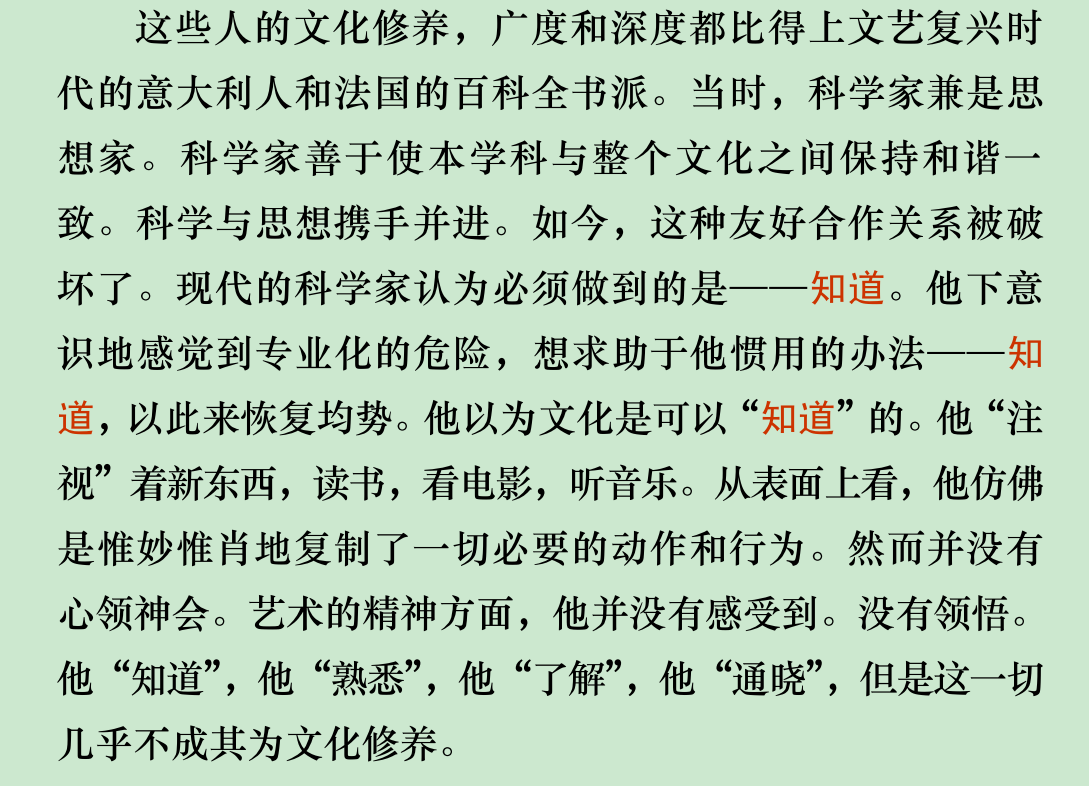 这些人的文化修养，广度和深度都比得上文艺复兴时
代的意大利人和法国的百科全书派。当时，科学家兼是思
想家。科学家善于使本学科与整个文化之间保持和谐一
致。科学与思想携手并进。如今，这种友好合作关系被破
坏了。现代的科学家认为必须做到的是——知道。他下意
识地感觉到专业化的危险，想求助于他惯用的办法——知
道，以此来恢复均势。他以为文化是可以“知道”的。他“注
视”着新东西，读书，看电影，听音乐。从表面上看，他仿佛
是惟妙惟肖地复制了一切必要的动作和行为。然而并没有
心领神会。艺术的精神方面，他并没有感受到。没有领悟。
他“知道”，他“熟悉”，他“了解”，他“通晓”，但是这一切
几乎不成其为文化修养。